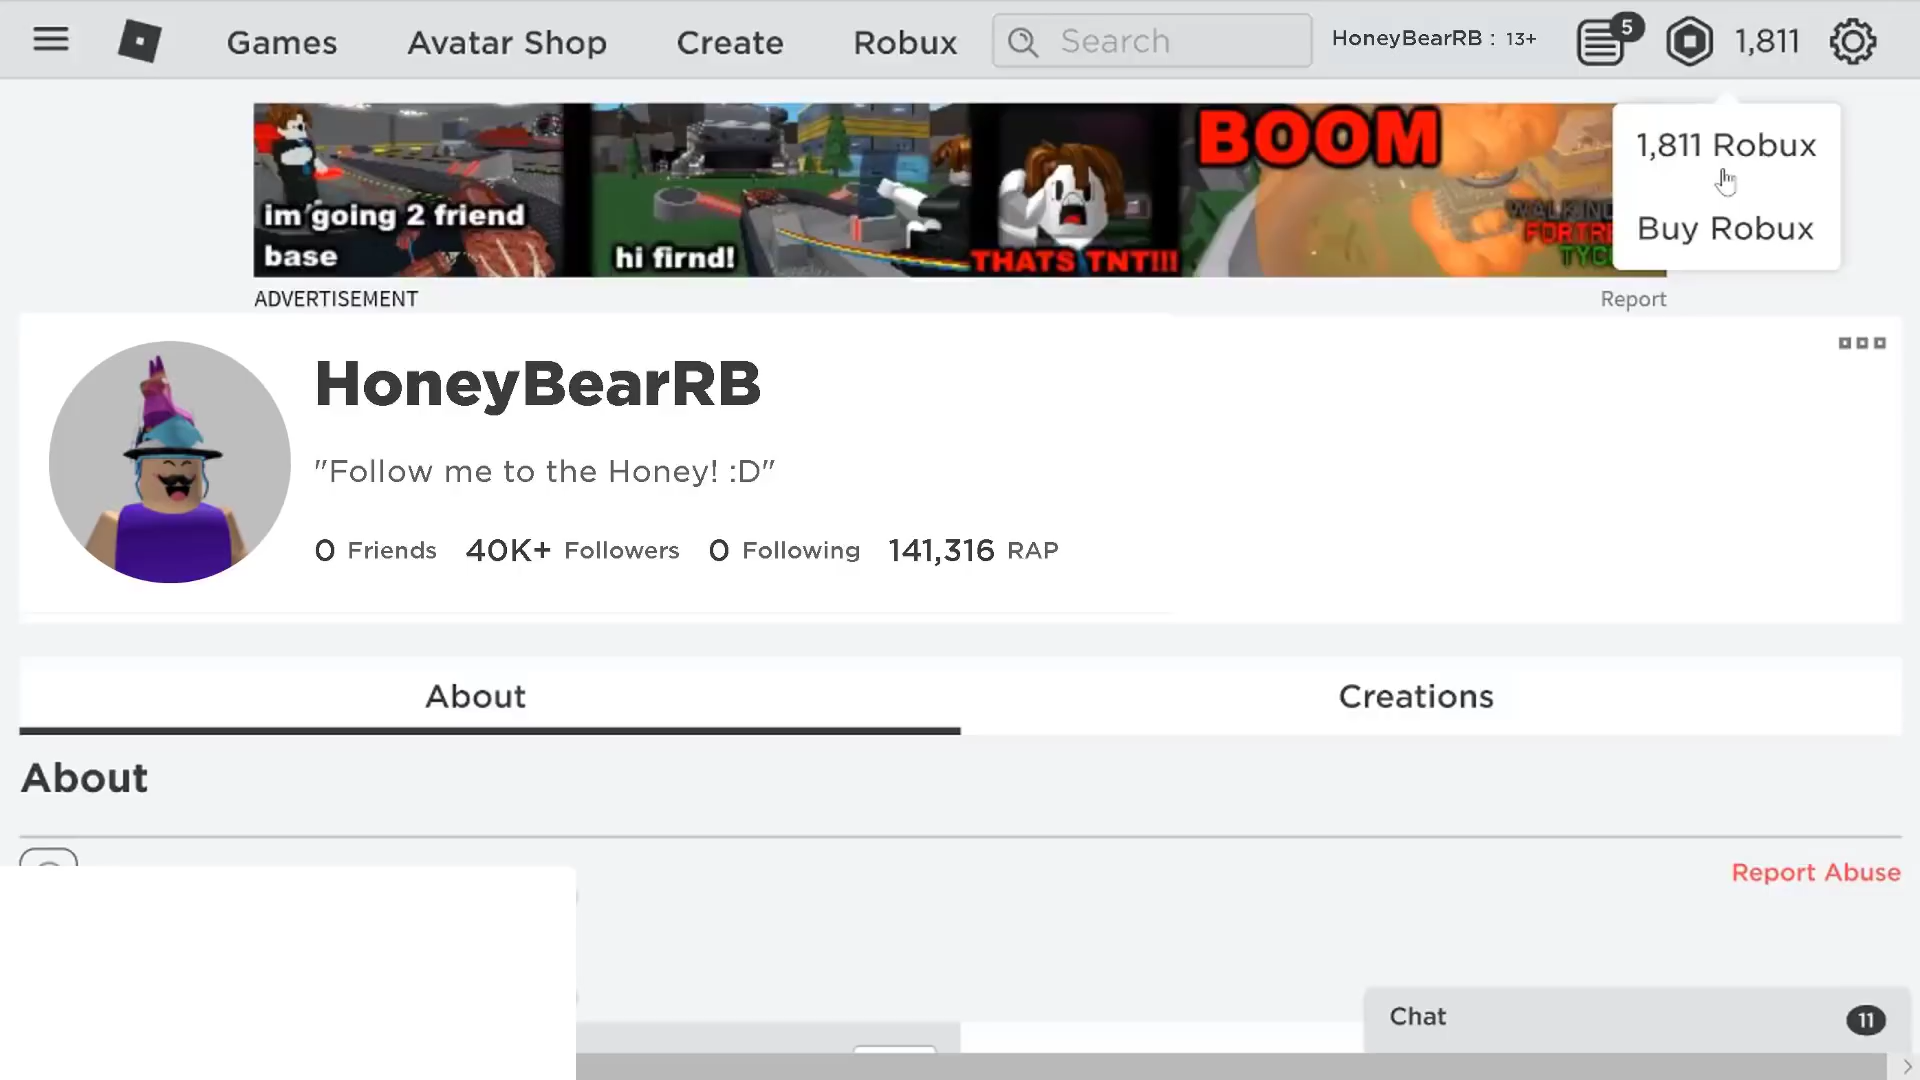 Games
Avatar Shop
Create
Robux
Search
HoneyBearRB : 13+
5
1,811
im going 2 friend
base
hi firnd!
THATS TNT!!!
BOOM
1,811 Robux
Buy Robux
ADVERTISEMENT
Report
HoneyBearRB
"Follow me to the Honey! :D"
0 Friends 40K+ Followers 0 Following 141,316 RAP
About
Creations
About
Report Abuse
Chat
11